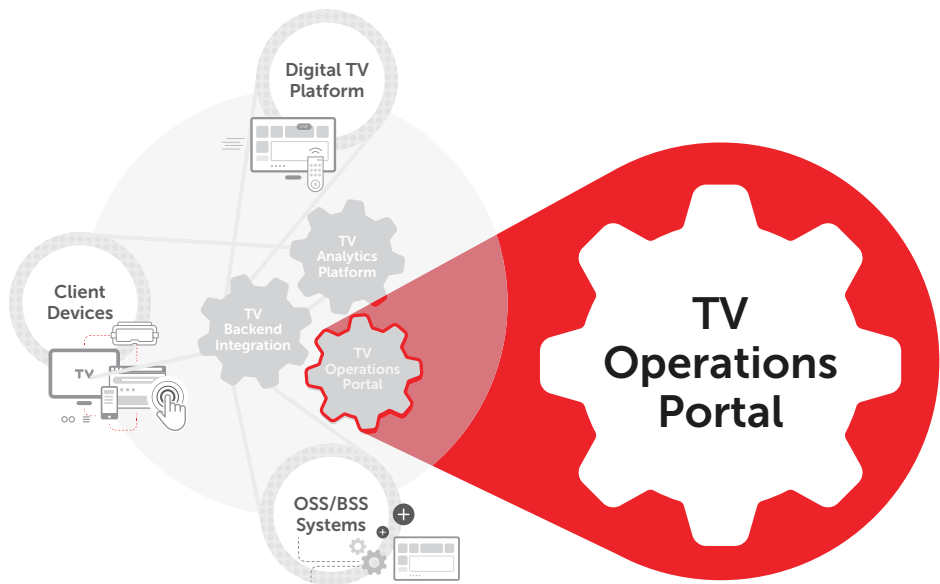 Digital TV
Platform
TV
Analytics
Platform
Client
Devices
TV
Backend
Integration
TV
Operations
Portal
TV
OSS/BSS
Systems
TV
Operations
Portal